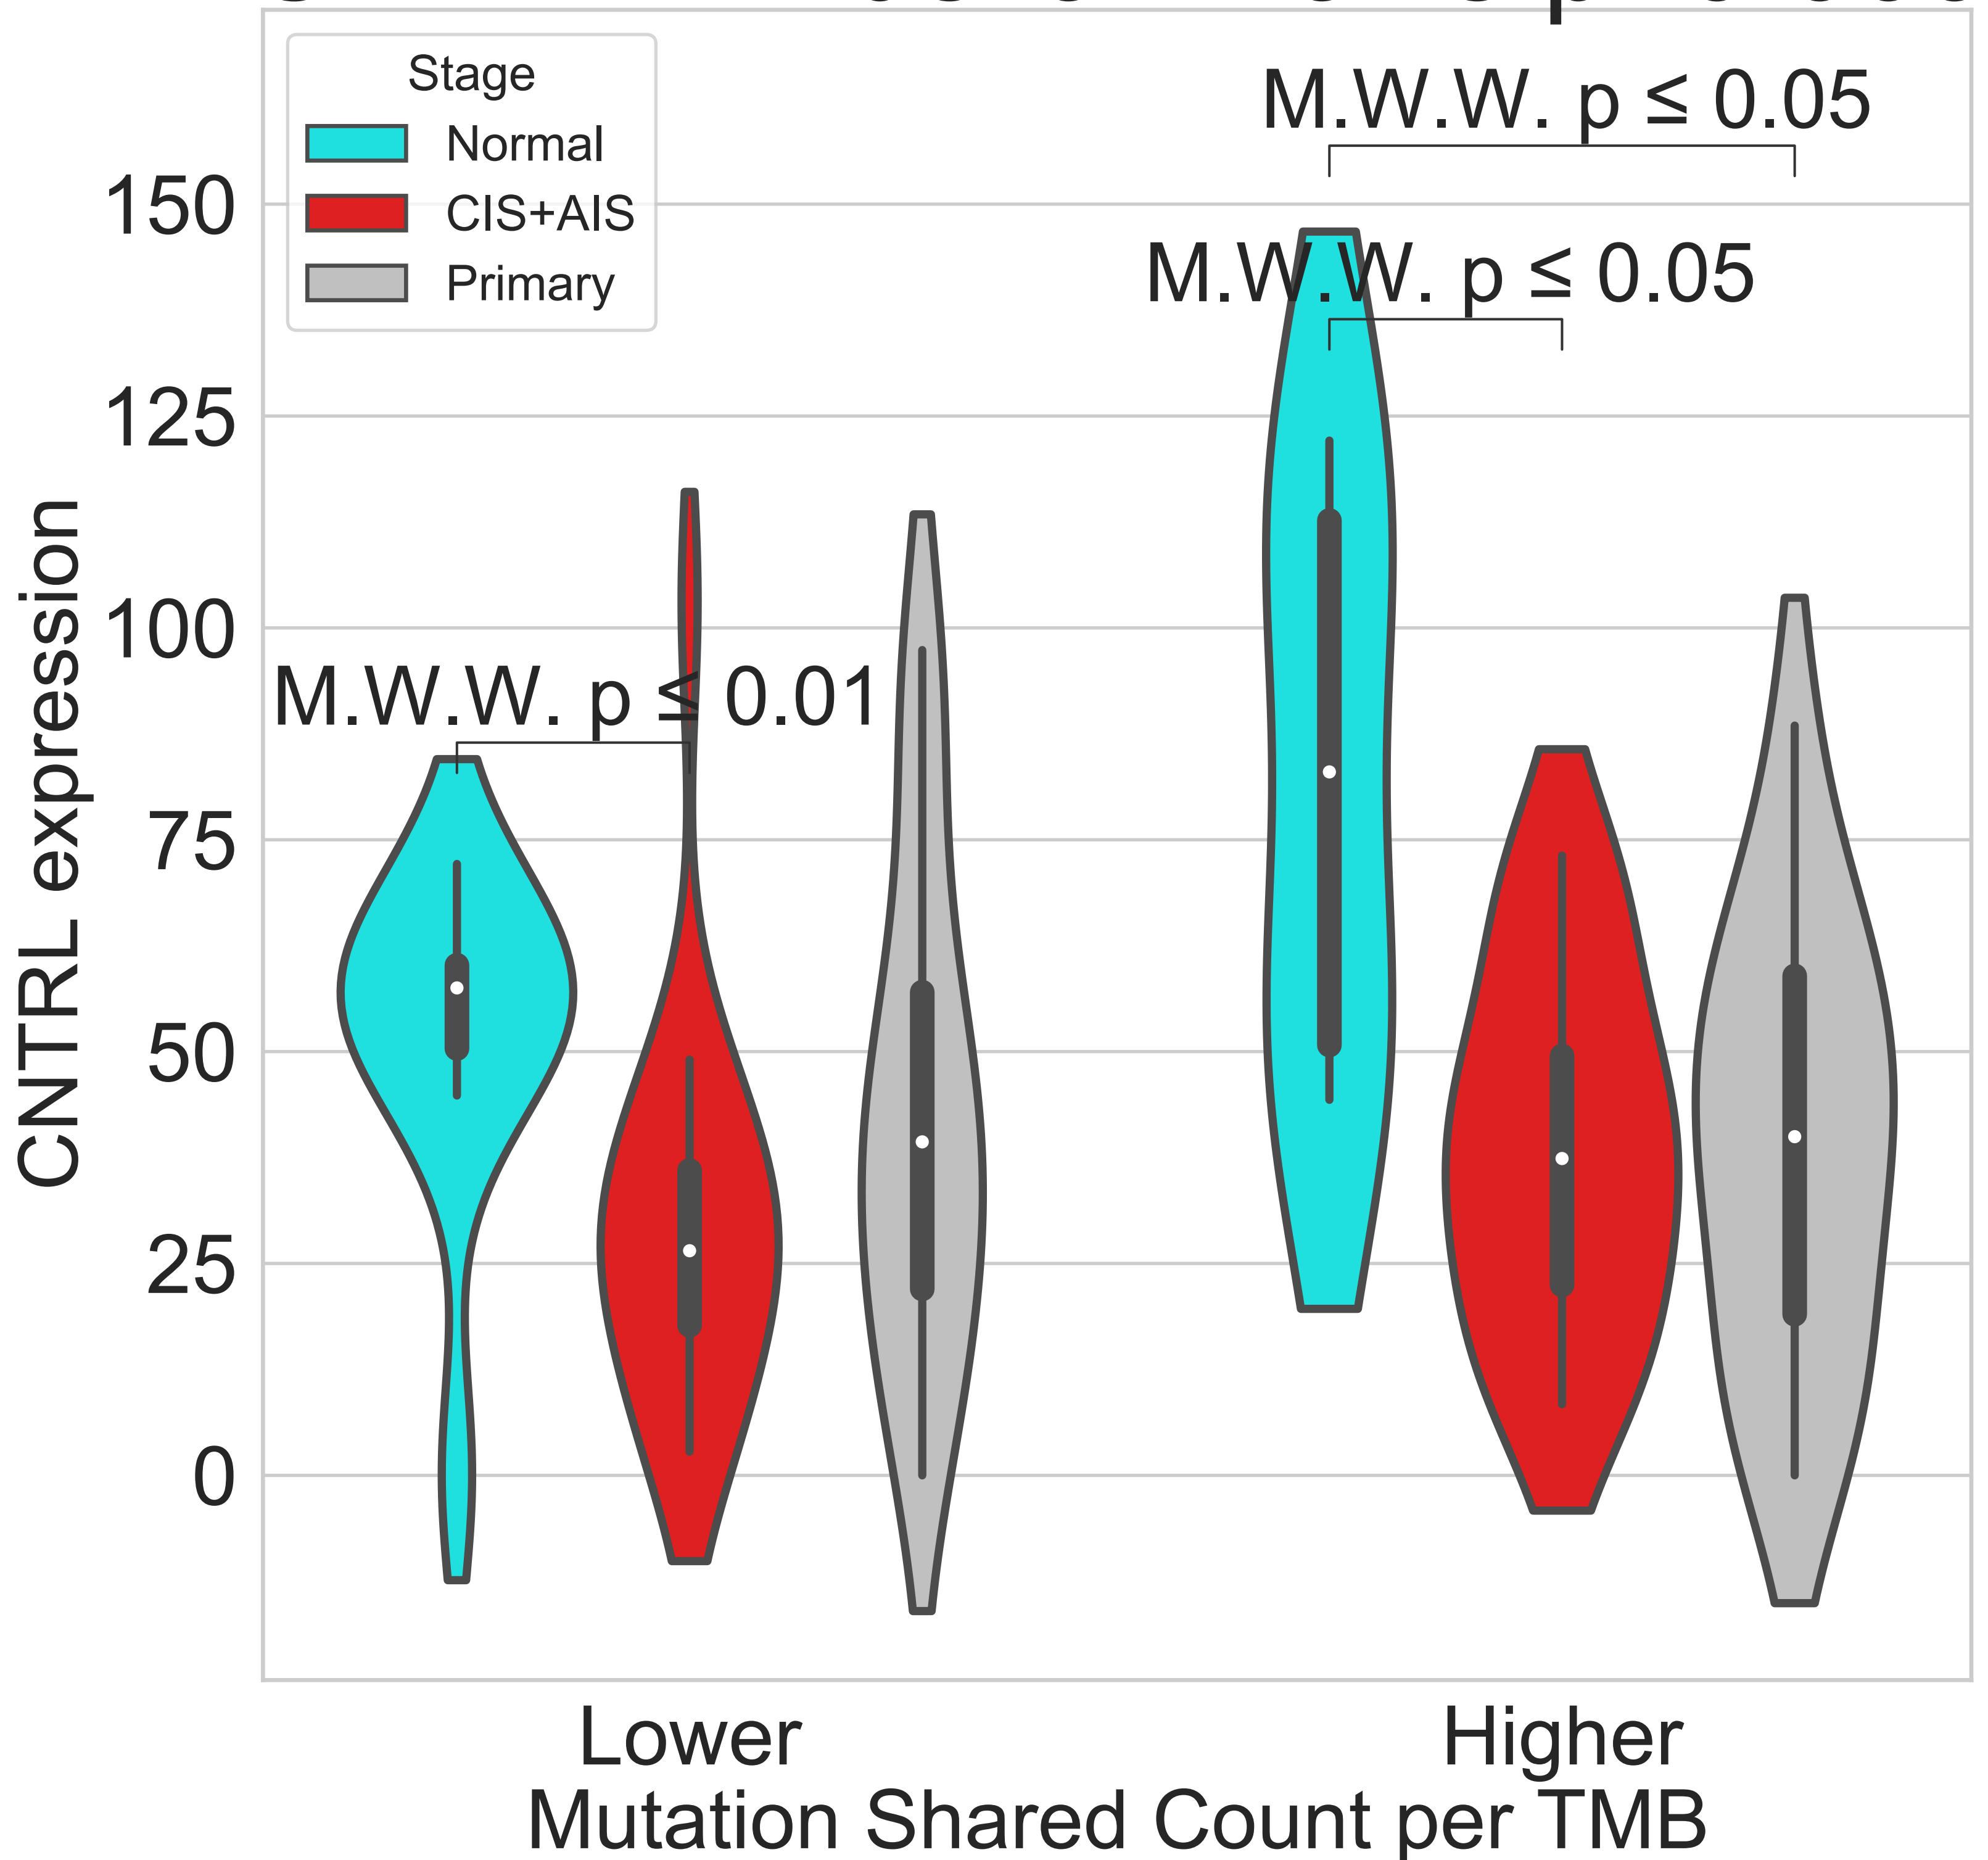 Stage
Normal
CIS+AIS
Primary
M.W.W. p ≤ 0.05
M.W.W. p ≤ 0.05
M.W.W. p ≤ 0.01
150
125
100
75
50
25
0
CNTRL expression
Lower
Higher
Mutation Shared Count per TMB